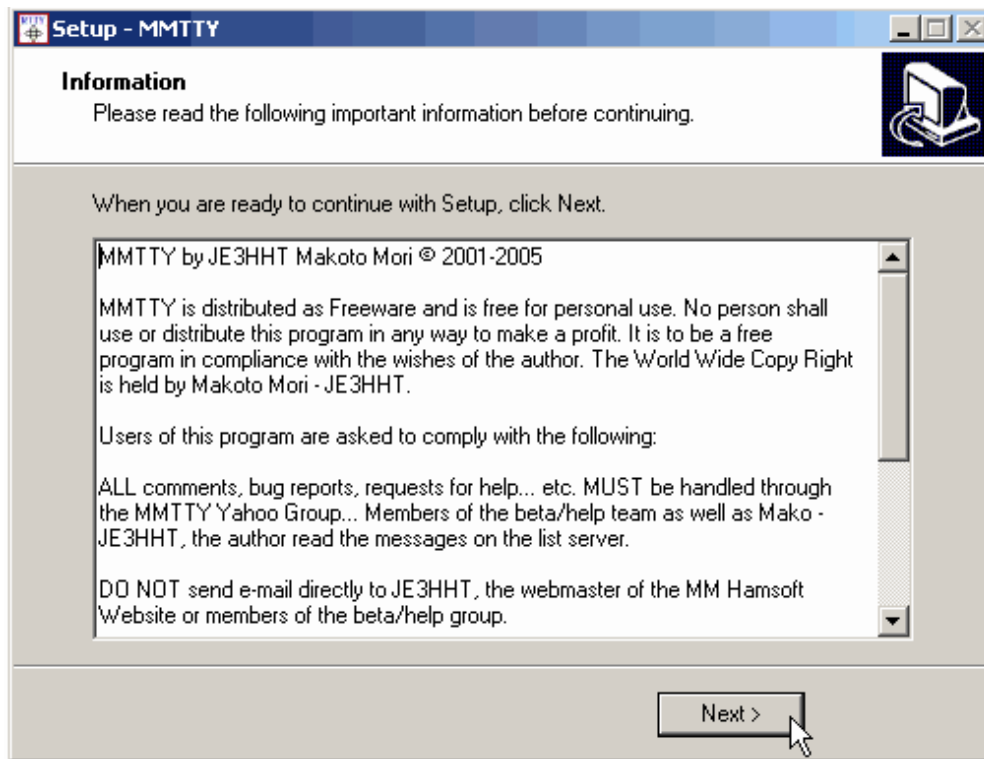 Setup - MMTTY
Information
Please read the following important information before continuing.
When you are ready to continue with Setup, click Next.
MMTTY by JE3HHT Makoto Mori © 2001-2005
MMTTY is distributed as Freeware and is free for personal use. No person shall
use or distribute this program in any way to make a profit. It is to be a free
program in compliance with the wishes of the author. The World Wide Copy Right
is held by Makoto Mori - JE3HHT.
Users of this program are asked to comply with the following:
ALL comments, bug reports, requests for help... etc. MUST be handled through
the MMTTY Yahoo Group... Members of the beta/help team as well as Mako -
JE3HHT, the author read the messages on the list server.
DO NOT send e-mail directly to JE3HHT, the webmaster of the MM Hamsoft
Website or members of the beta/help group.
Next >